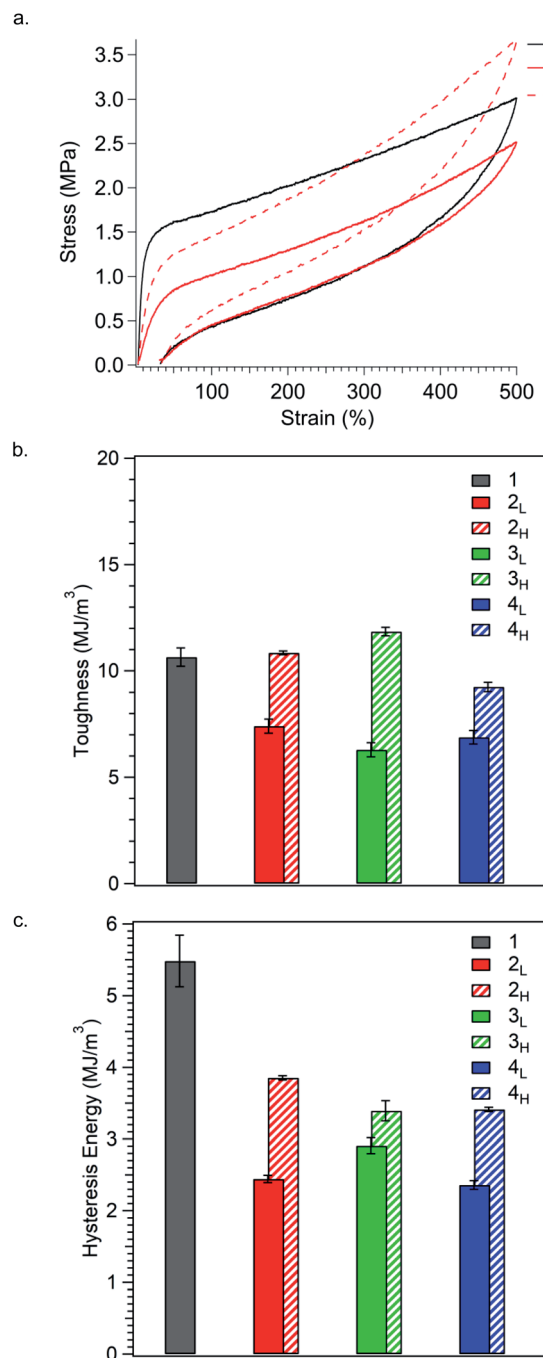 a.
3.5
3.0
2.5
2.0
1.5
1.0
0.5
0.0
Stress (MPa)
100 200 300 400 500
Strain (%)
b.
20
15
10
5
0
Toughness (MJ/m³)
1
2L
2H
3L
3H
4L
4H
c.
6
5
4
3
2
1
0
Hysteresis Energy (MJ/m³)
1
2L
2H
3L
3H
4L
4H